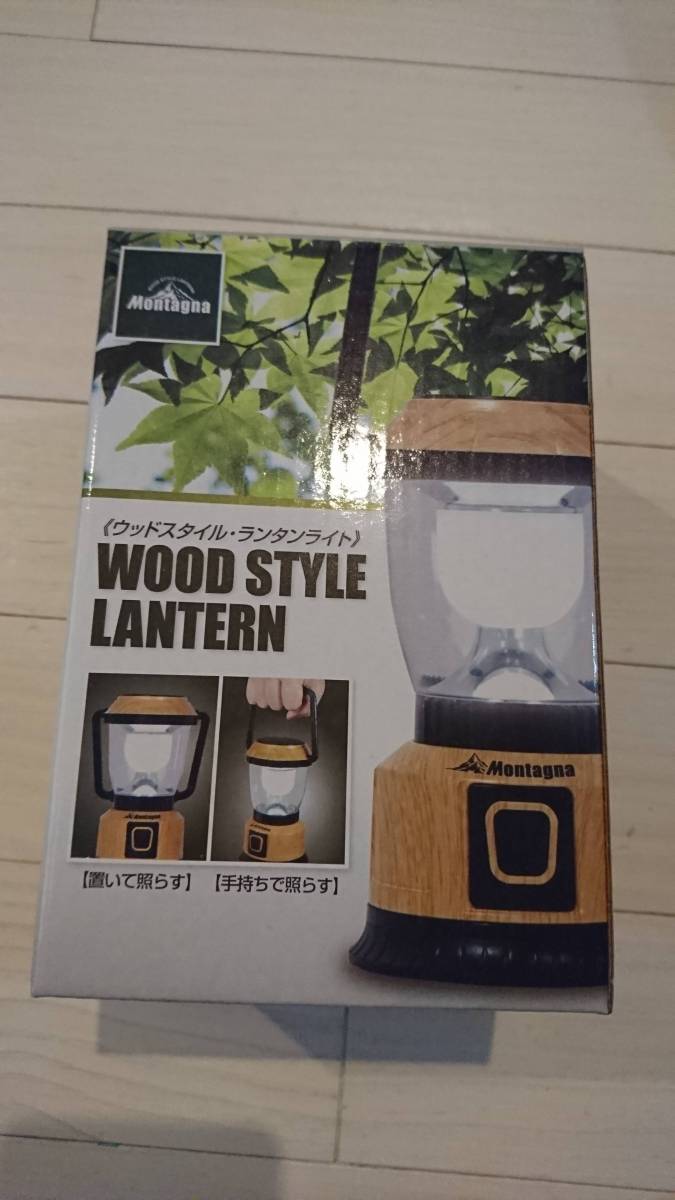 Montagna
《ウッドスタイル・ランタンライト》
WOOD STYLE
LANTERN
Montagna
Montagna
【置いて照らす】 【手持ちで照らす】